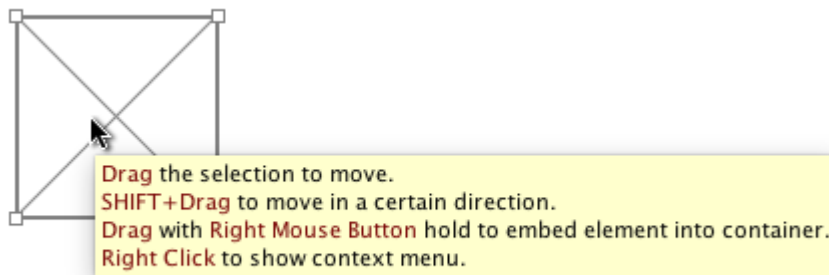 Drag the selection to move.
SHIFT+Drag to move in a certain direction.
Drag with Right Mouse Button hold to embed element into container.
Right Click to show context menu.